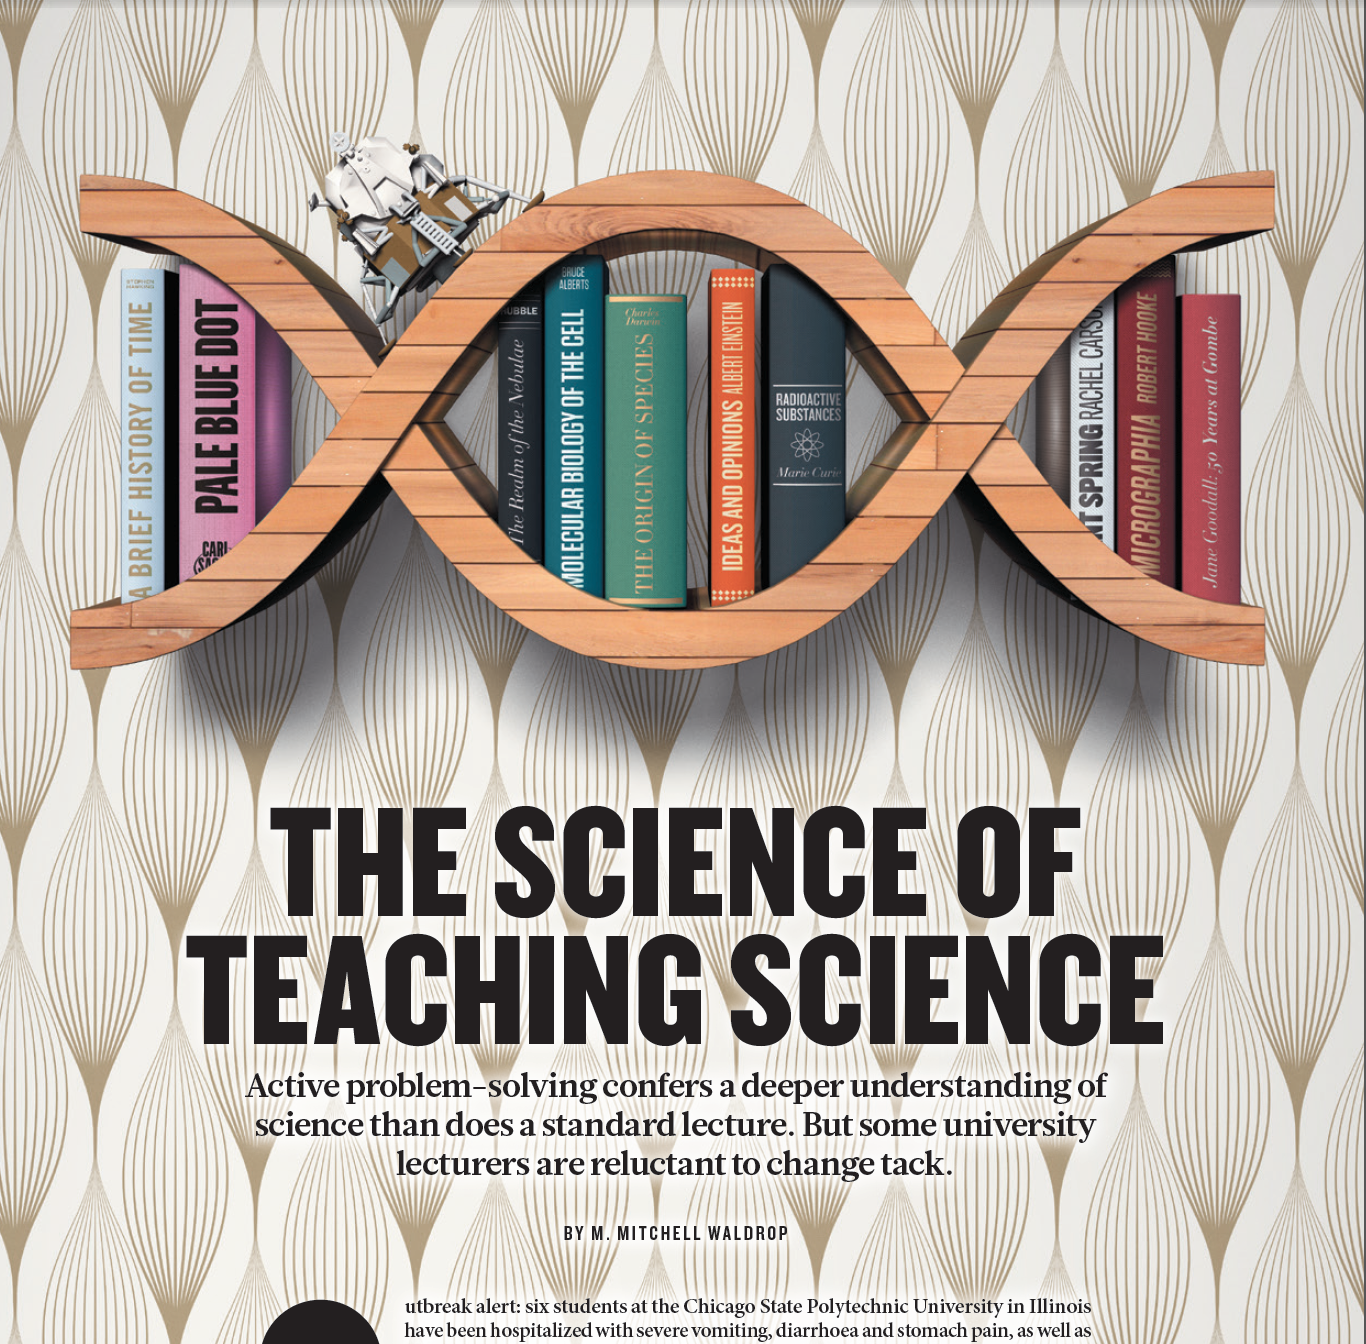 STEPHEN
HAWKING
A BRIEF HISTORY OF TIME
PALE BLUE DOT
CARL
The Realm of the Nebulae
BRUCE
ALBERTS
MOLECULAR BIOLOGY OF THE CELL
Charles
Darwin
THE ORIGIN OF SPECIES
IDEAS AND OPINIONS ALBERT EINSTEIN
RADIOACTIVE
SUBSTANCES
Marie Curie
SPRING RACHEL CARSON
MICROGRAPHIA ROBERT HOOKE
Jane Goodall: 50 Years at Gombe
THE SCIENCE OF
TEACHING SCIENCE
Active problem-solving confers a deeper understanding of
science than does a standard lecture. But some university
lecturers are reluctant to change tack.
BY M. MITCHELL WALDROP
utbreak alert: six students at the Chicago State Polytechnic University in Illinois
have been hospitalized with severe vomiting, diarrhoea and stomach pain, as well as